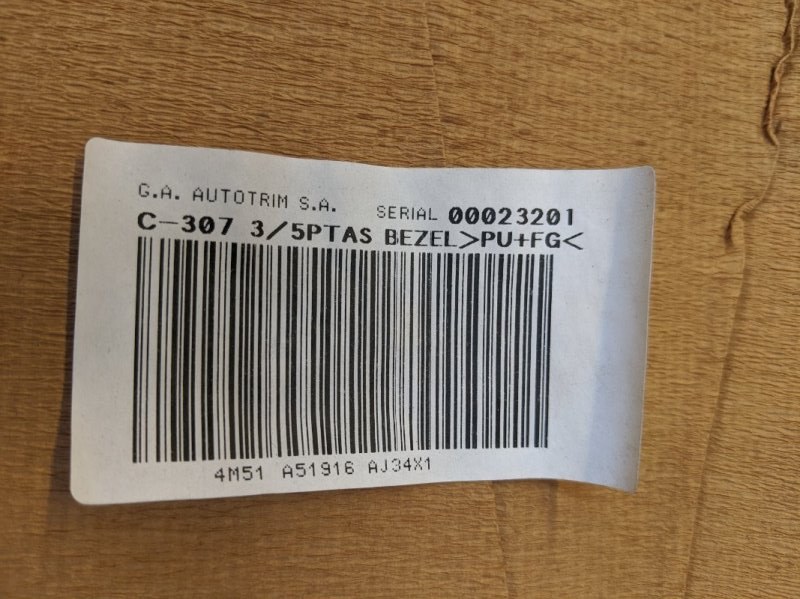 G.A. AUTOTRIM S.A. SERIAL 00023201
C-307 3/5PTAS BEZEL>PU+FG<
4M51 A51916 AJ34X1